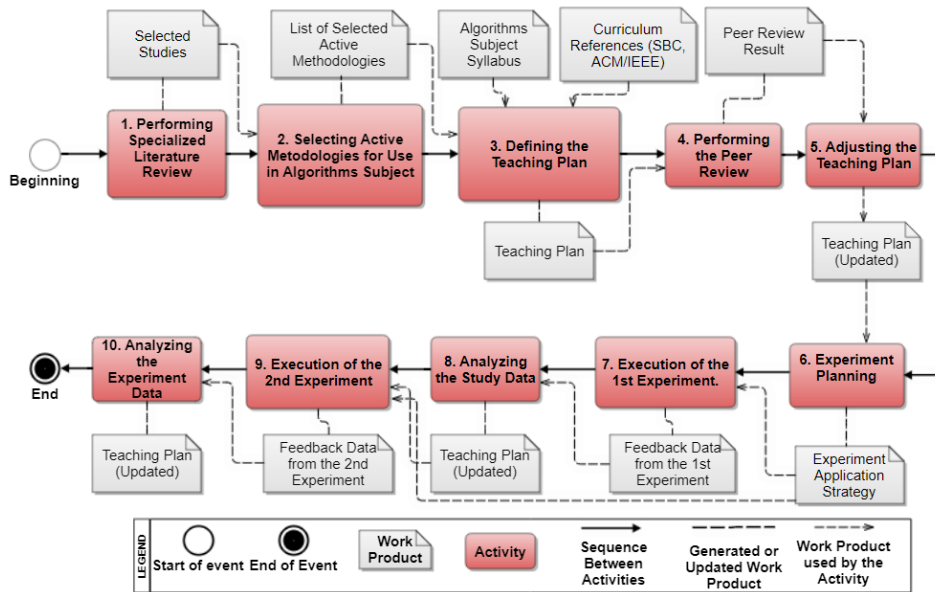 Selected
Studies
List of Selected
Active
Methodologies
Algorithms
Subject
Syllabus
Curriculum
References (SBC,
ACM/IEEE)
Peer Review
Result
Beginning
1. Performing
Specialized
Literature
Review
2. Selecting Active
Metodologies for Use
in Algorithms Subject
3. Defining the
Teaching Plan
4. Performing
the Peer
Review
5. Adjusting the
Teaching Plan
Teaching Plan
Teaching Plan
(Updated)
End
10. Analyzing
the
Experiment
Data
9. Execution of the
2nd Experiment
8. Analyzing
the Study Data
7. Execution of the
1st Experiment.
6. Experiment
Planning
Teaching Plan
(Updated)
Feedback Data
from the 2nd
Experiment
Teaching Plan
(Updated)
Feedback Data
from the 1st
Experiment
Experiment
Application
Strategy
LEGEND
Start of event
End of Event
Work
Product
Activity
Sequence
Between
Activities
Generated or
Updated Work
Product
Work Product
used by the
Activity